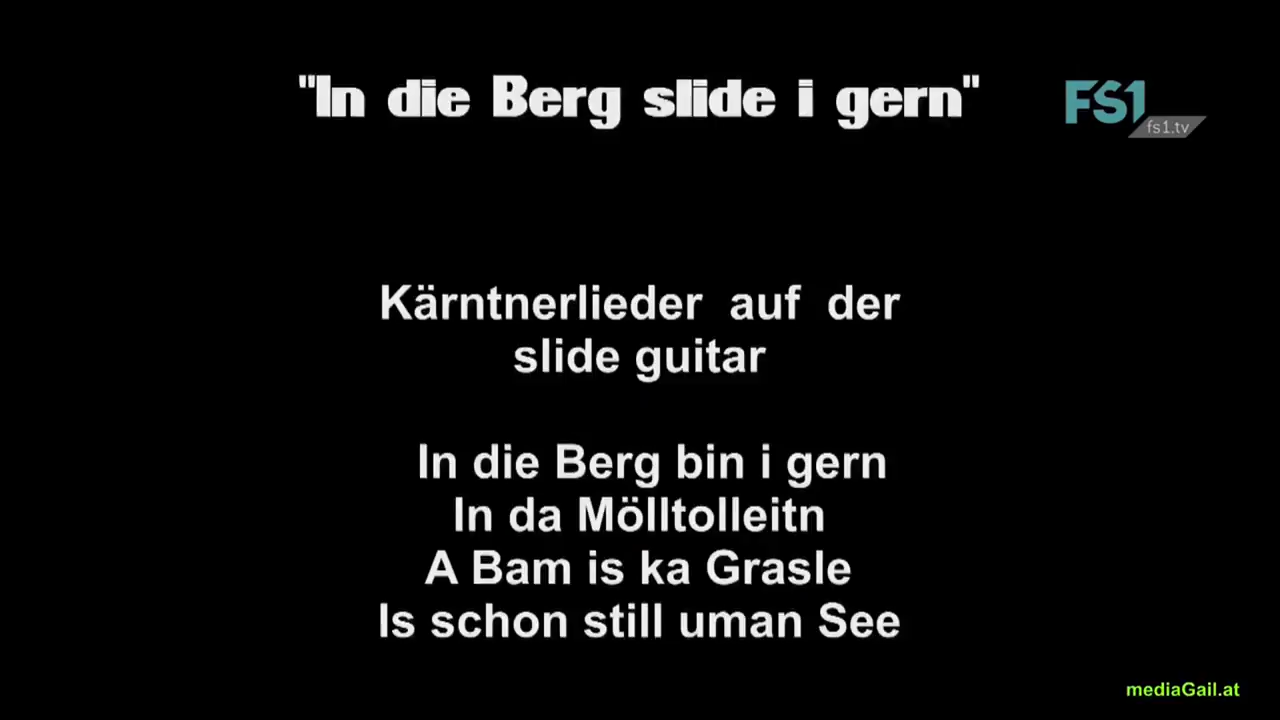 "In die Berg slide i gern"
FS1
fs1.tv
Kärntnerlieder auf der
slide guitar
In die Berg bin i gern
In da Mölltolleitn
A Bam is ka Grasle
Is schon still uman See
mediaGail.at